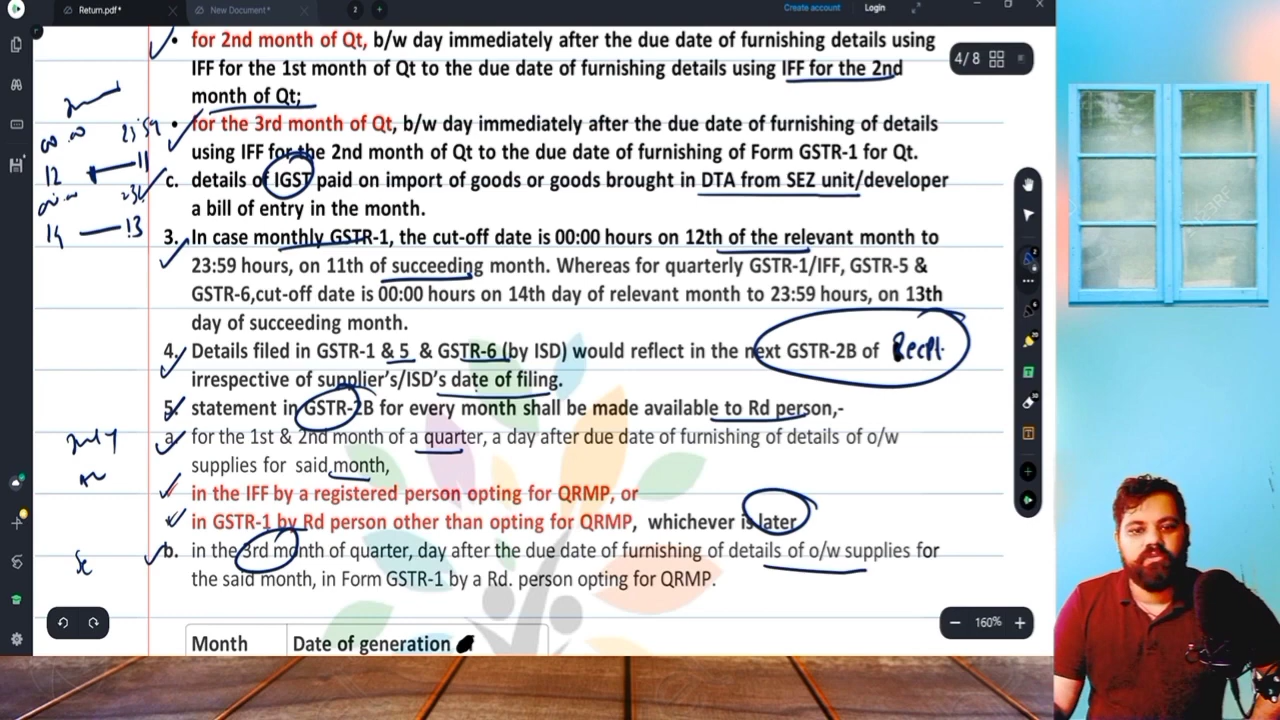 Return.pdf*
New Document*
2
Create account
Login
for 2nd month of Qt, b/w day immediately after the due date of furnishing details using
IFF for the 1st month of Qt to the due date of furnishing details using IFF for the 2nd
month of Qt;
for the 3rd month of Qt, b/w day immediately after the due date of furnishing of details
using IFF for the 2nd month of Qt to the due date of furnishing of Form GSTR-1 for Qt.
c. details of IGST paid on import of goods or goods brought in DTA from SEZ unit/developer
a bill of entry in the month.
3. In case monthly GSTR-1, the cut-off date is 00:00 hours on 12th of the relevant month to
23:59 hours, on 11th of succeeding month. Whereas for quarterly GSTR-1/IFF, GSTR-5 &
GSTR-6,cut-off date is 00:00 hours on 14th day of relevant month to 23:59 hours, on 13th
day of succeeding month.
4. Details filed in GSTR-1 & 5 & GSTR-6 (by ISD) would reflect in the next GSTR-2B of Recpt.
irrespective of supplier's/ISD's date of filing.
5. statement in GSTR-2B for every month shall be made available to Rd person,-
a. for the 1st & 2nd month of a quarter, a day after due date of furnishing of details of o/w
supplies for said month,
in the IFF by a registered person opting for QRMP, or
in GSTR-1 by Rd person other than opting for QRMP, whichever is later
b. in the 3rd month of quarter, day after the due date of furnishing of details of o/w supplies for
the said month, in Form GSTR-1 by a Rd. person opting for QRMP.
Month Date of generation
4/8
160%
00.00 23:59
12 11
14 13
July